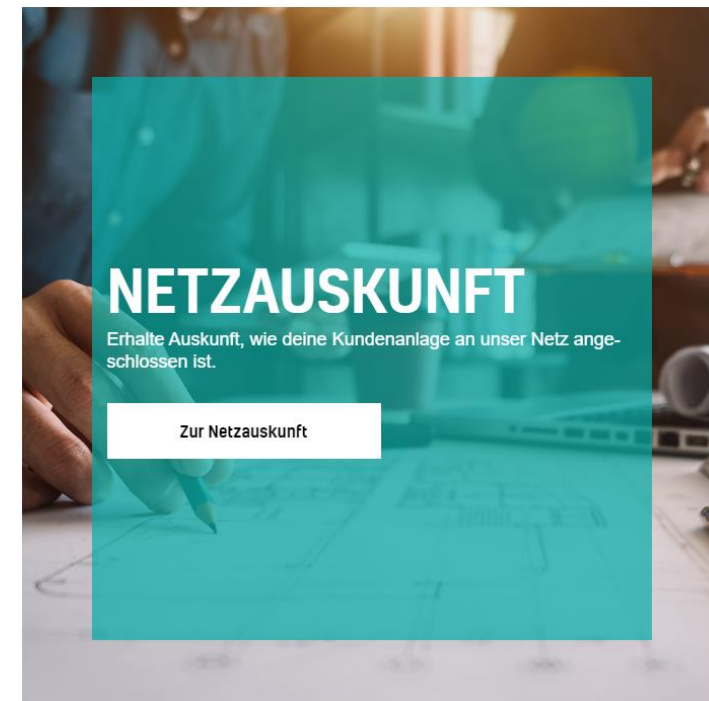 NETZAUSKUNFT
Erhalte Auskunft, wie deine Kundenanlage an unser Netz ange-
schlossen ist.
Zur Netzauskunft